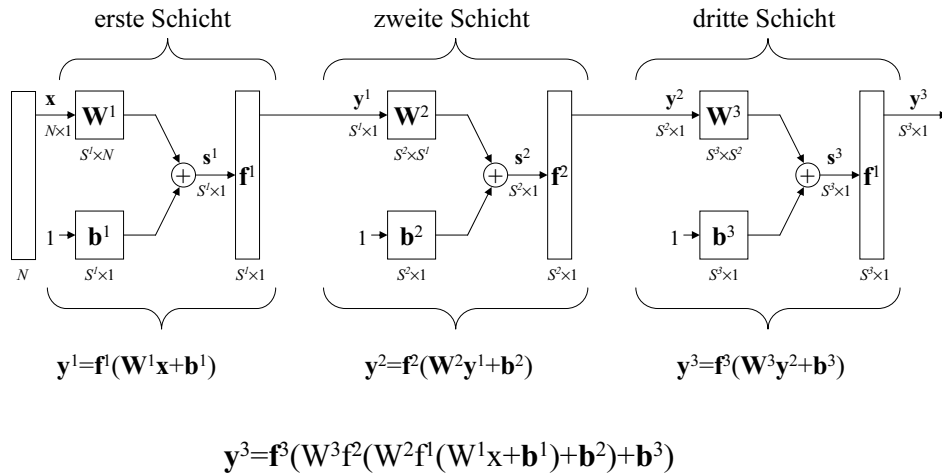 erste Schicht zweite Schicht dritte Schicht
x y¹ y² y³
N×1 W¹ S¹×1 W² S²×1 W³ S³×1
S¹×N S²×S¹ S³×S²
s¹ s² s³
+ f¹ + f² + f¹
S¹×1 S²×1 S³×1
1 b¹ 1 b² 1 b³
N S¹×1 S¹×1 S²×1 S²×1 S³×1 S³×1
y¹=f¹(W¹x+b¹) y²=f²(W²y¹+b²) y³=f³(W³y²+b³)
y³=f³(W³f²(W²f¹(W¹x+b¹)+b²)+b³)